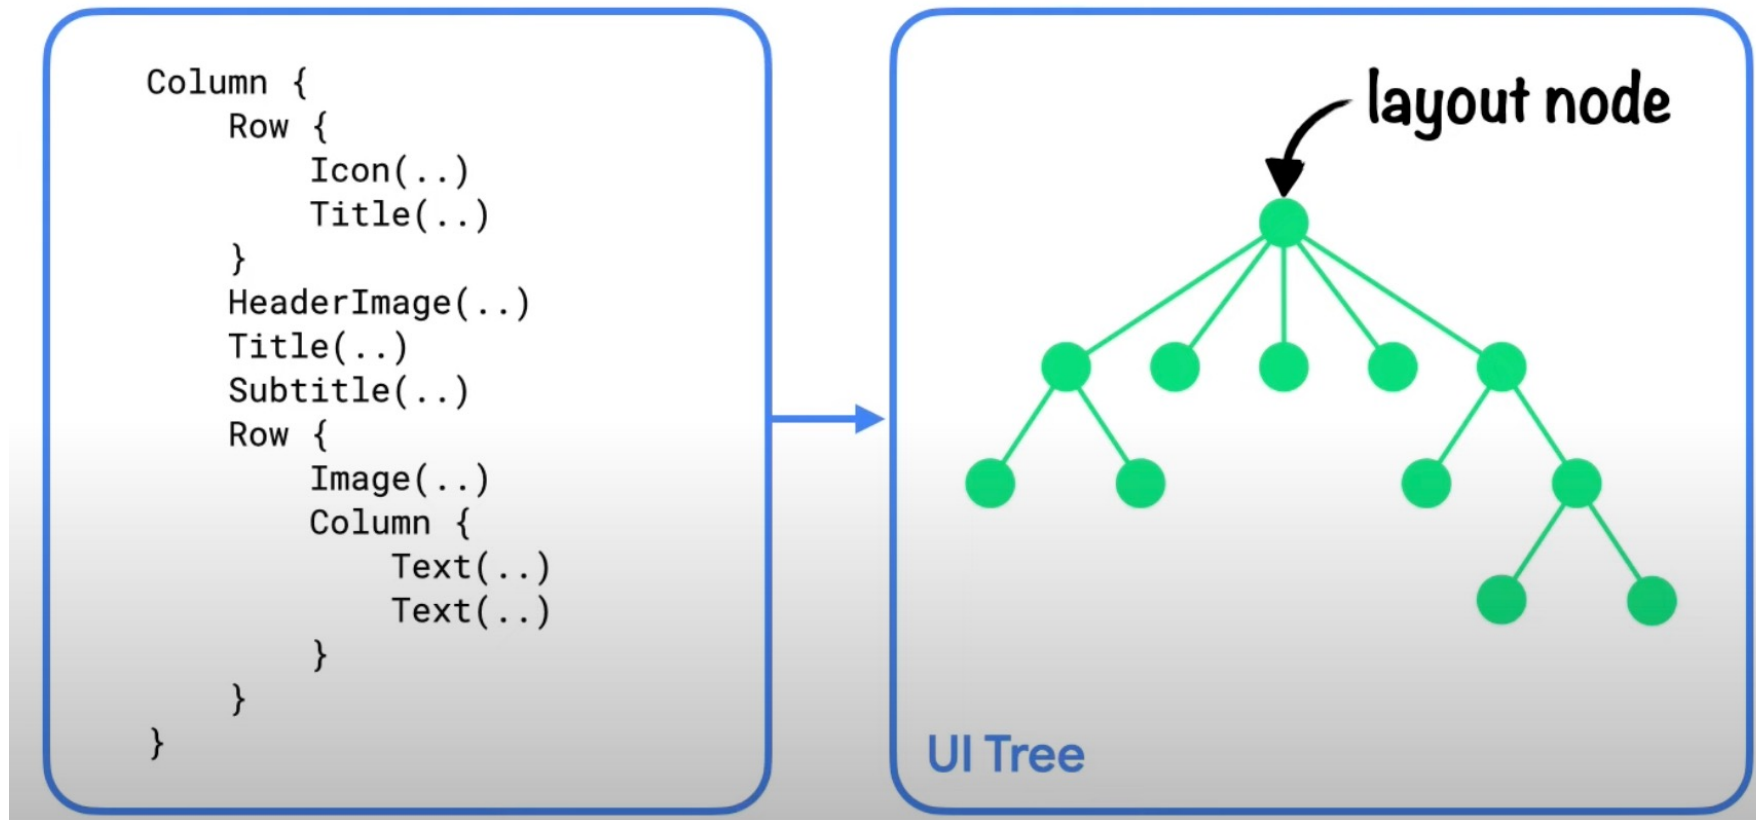 Column {
    Row {
        Icon(..)
        Title(..)
    }
    HeaderImage(..)
    Title(..)
    Subtitle(..)
    Row {
        Image(..)
        Column {
            Text(..)
            Text(..)
        }
    }
}
layout node
UI Tree